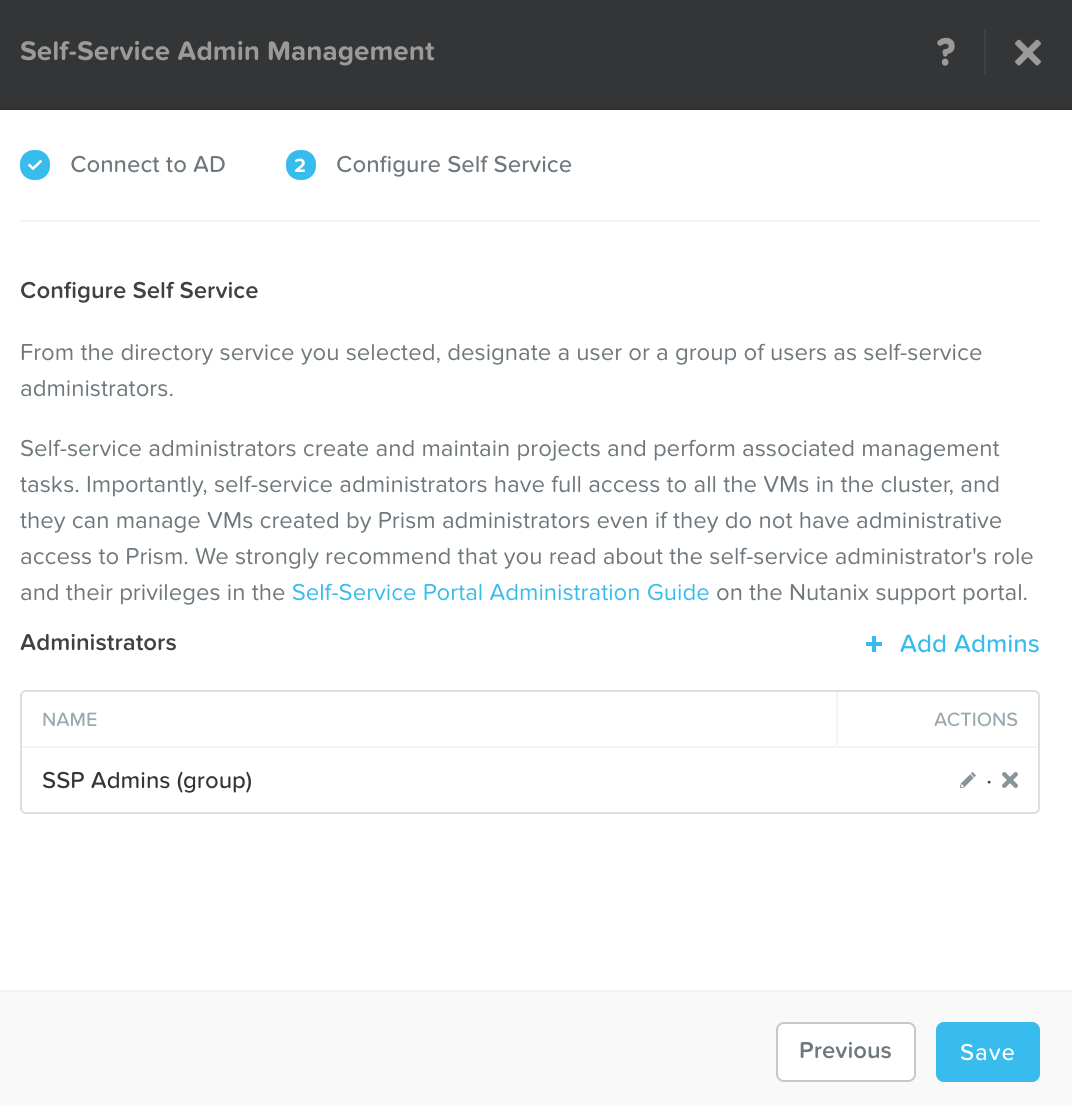 Self-Service Admin Management
?
Connect to AD
2 Configure Self Service
Configure Self Service
From the directory service you selected, designate a user or a group of users as self-service
administrators.
Self-service administrators create and maintain projects and perform associated management
tasks. Importantly, self-service administrators have full access to all the VMs in the cluster, and
they can manage VMs created by Prism administrators even if they do not have administrative
access to Prism. We strongly recommend that you read about the self-service administrator's role
and their privileges in the Self-Service Portal Administration Guide on the Nutanix support portal.
Administrators
+ Add Admins
NAME
ACTIONS
SSP Admins (group)
Previous
Save